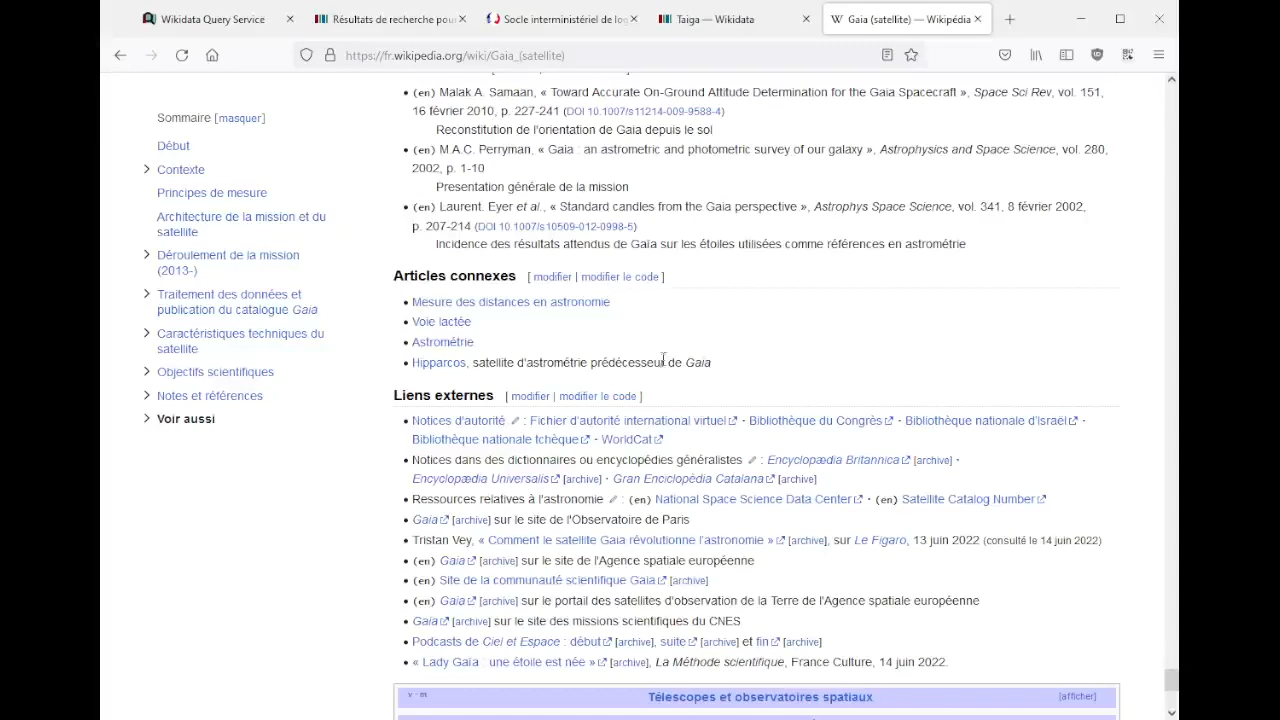 Wikidata Query Service
Résultats de recherche pou
Socle interministériel de log
Taiga — Wikidata
Gaia (satellite) — Wikipédia
https://fr.wikipedia.org/wiki/Gaia_(satellite)
Sommaire [masquer]
Début
Contexte
Principes de mesure
Architecture de la mission et du
satellite
Déroulement de la mission
(2013-)
Traitement des données et
publication du catalogue Gaia
Caractéristiques techniques du
satellite
Objectifs scientifiques
Notes et références
Voir aussi
• (en) Malak A. Samaan, « Toward Accurate On-Ground Attitude Determination for the Gaia Spacecraft », Space Sci Rev, vol. 151,
16 février 2010, p. 227-241 (DOI 10.1007/s11214-009-9588-4)
Reconstitution de l'orientation de Gaia depuis le sol
• (en) M.A.C. Perryman, « Gaia : an astrometric and photometric survey of our galaxy », Astrophysics and Space Science, vol. 280,
2002, p. 1-10
Presentation générale de la mission
• (en) Laurent. Eyer et al., « Standard candles from the Gaia perspective », Astrophys Space Science, vol. 341, 8 février 2002,
p. 207-214 (DOI 10.1007/s10509-012-0998-5)
Incidence des résultats attendus de Gaïa sur les étoiles utilisées comme références en astrométrie
Articles connexes [ modifier | modifier le code ]
• Mesure des distances en astronomie
• Voie lactée
• Astrométrie
• Hipparcos, satellite d'astrométrie prédécesseur de Gaia
Liens externes [ modifier | modifier le code ]
• Notices d'autorité : Fichier d'autorité international virtuel · Bibliothèque du Congrès · Bibliothèque nationale d'Israël ·
Bibliothèque nationale tchèque · WorldCat
• Notices dans des dictionnaires ou encyclopédies généralistes : Encyclopædia Britannica [archive] ·
Encyclopædia Universalis [archive] · Gran Enciclopèdia Catalana [archive]
• Ressources relatives à l'astronomie : (en) National Space Science Data Center · (en) Satellite Catalog Number
• Gaia [archive] sur le site de l'Observatoire de Paris
• Tristan Vey, « Comment le satellite Gaia révolutionne l'astronomie » [archive], sur Le Figaro, 13 juin 2022 (consulté le 14 juin 2022)
• (en) Gaia [archive] sur le site de l'Agence spatiale européenne
• (en) Site de la communauté scientifique Gaia [archive]
• (en) Gaia [archive] sur le portail des satellites d'observation de la Terre de l'Agence spatiale européenne
• Gaia [archive] sur le site des missions scientifiques du CNES
• Podcasts de Ciel et Espace : début [archive], suite [archive] et fin [archive]
• « Lady Gaïa : une étoile est née » [archive], La Méthode scientifique, France Culture, 14 juin 2022.
v · m
Télescopes et observatoires spatiaux
[afficher]